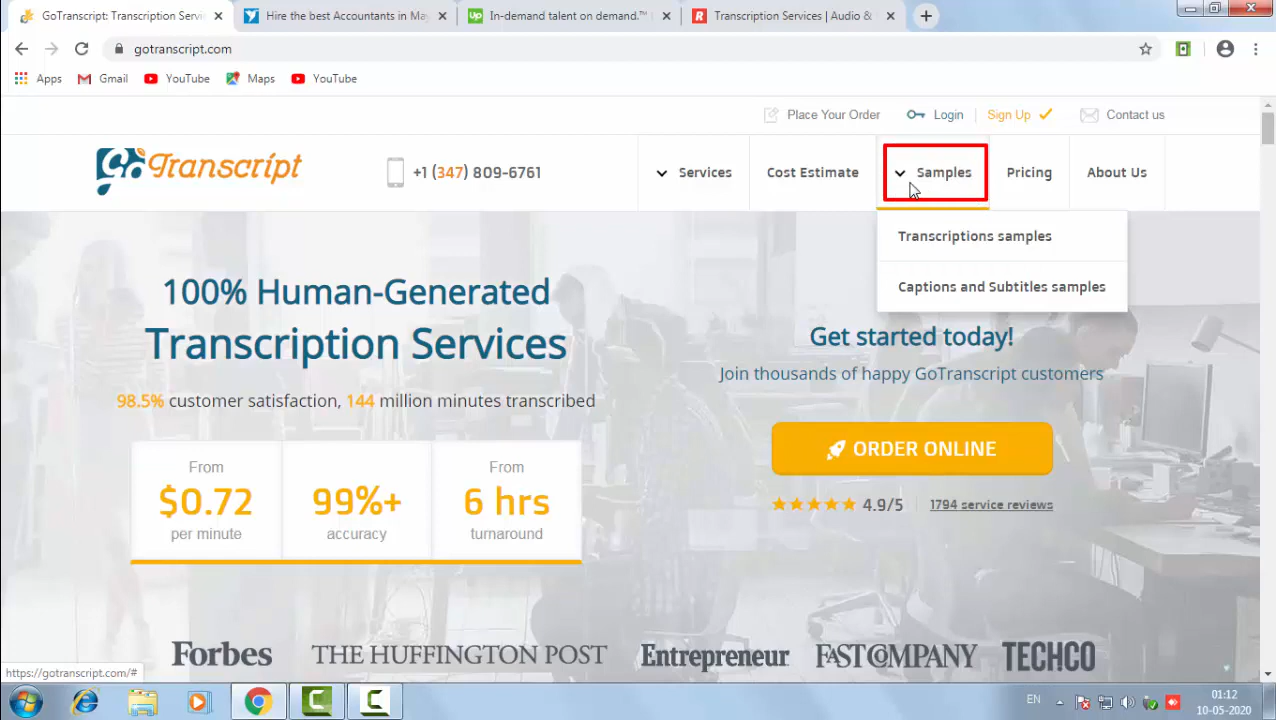 GoTranscript: Transcription Servi
Hire the best Accountants in May
In-demand talent on demand.™
Transcription Services | Audio &
gotranscript.com
Apps
Gmail
YouTube
Maps
YouTube
Place Your Order
Login
Sign Up
Contact us
GoTranscript
+1 (347) 809-6761
Services
Cost Estimate
Samples
Pricing
About Us
Transcriptions samples
Captions and Subtitles samples
100% Human-Generated
Transcription Services
98.5% customer satisfaction, 144 million minutes transcribed
From
$0.72
per minute
99%+
accuracy
From
6 hrs
turnaround
Get started today!
Join thousands of happy GoTranscript customers
ORDER ONLINE
4.9/5
1794 service reviews
Forbes
THE HUFFINGTON POST
Entrepreneur
FAST COMPANY
TECHCO
https://gotranscript.com/#
EN
01:12
10-05-2020